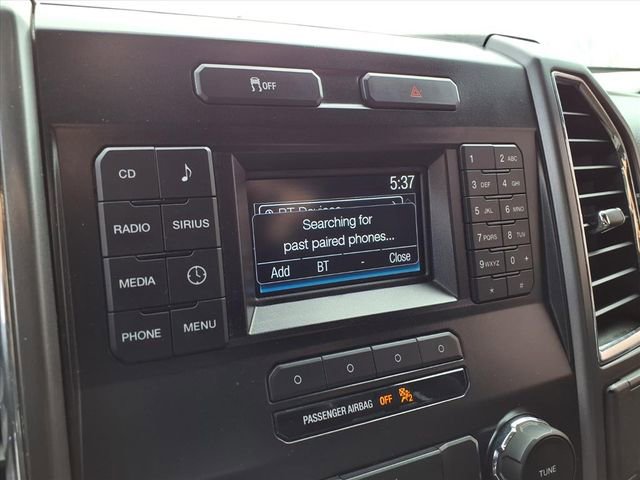 OFF
5:37
BT Devices
Searching for
past paired phones...
Add BT - Close
CD
RADIO SIRIUS
MEDIA
PHONE MENU
1 2 ABC
3 DEF 4 GHI
5 JKL 6 MNO
7 PQRS 8 TUV
9 WXYZ 0 +
* #
PASSENGER AIRBAG OFF 2
TUNE